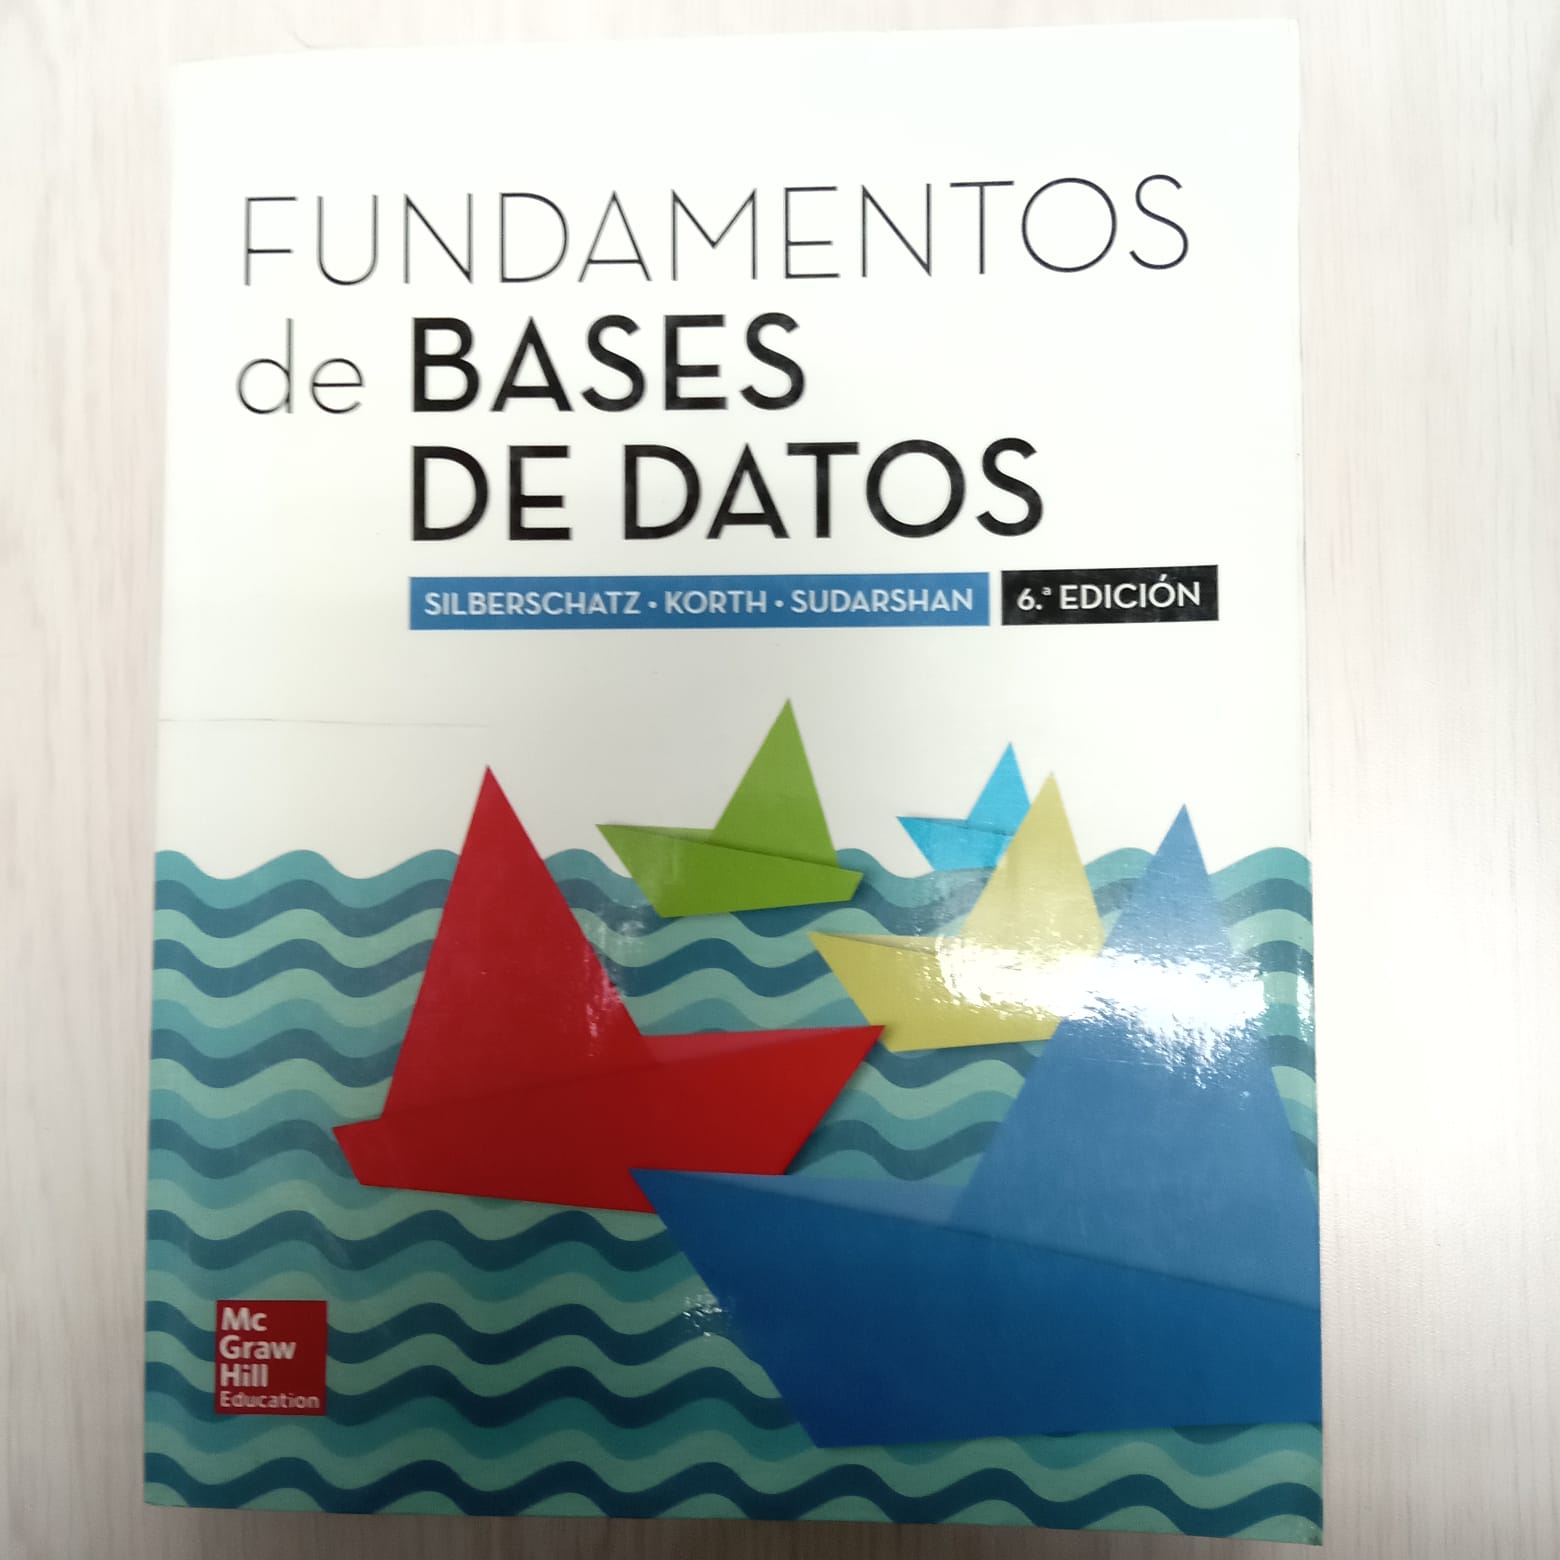 FUNDAMENTOS
de BASES
DE DATOS
SILBERSCHATZ • KORTH • SUDARSHAN 6.ª EDICIÓN
Mc
Graw
Hill
Education